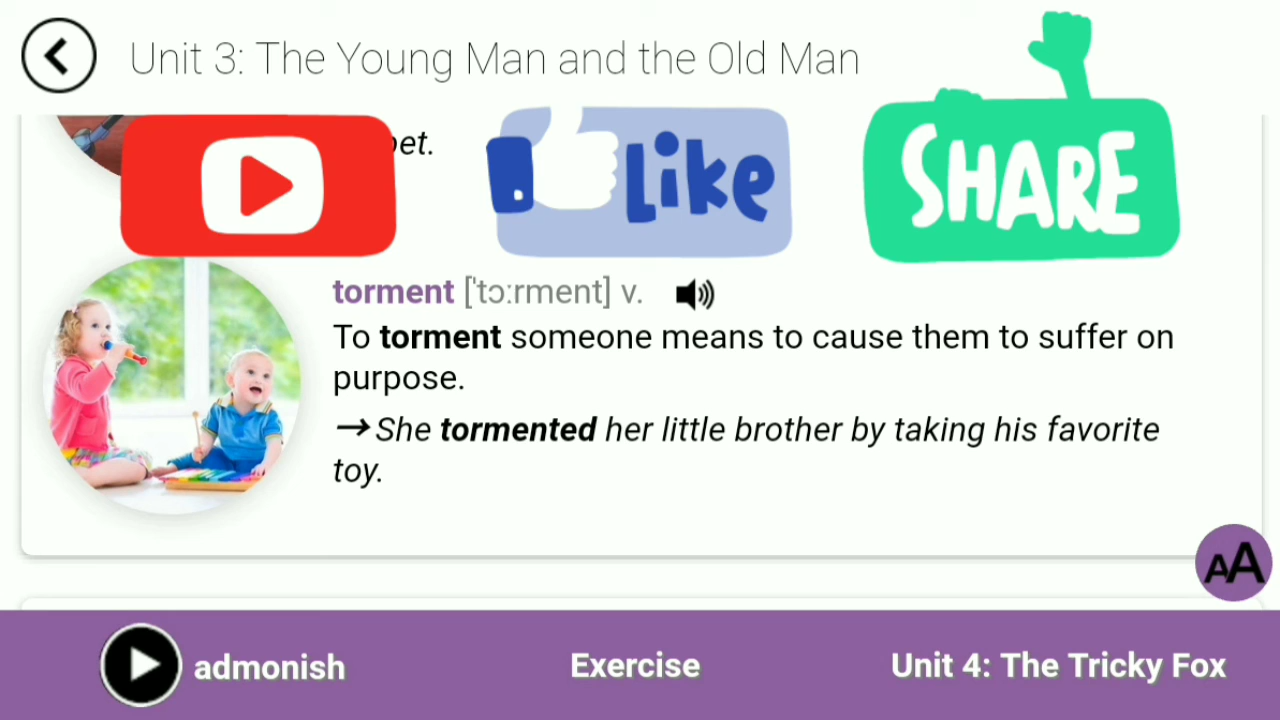 Unit 3: The Young Man and the Old Man
Like
SHARE
torment ['tɔːrment] v.
To torment someone means to cause them to suffer on
purpose.
→ She tormented her little brother by taking his favorite
toy.
AA
admonish
Exercise
Unit 4: The Tricky Fox